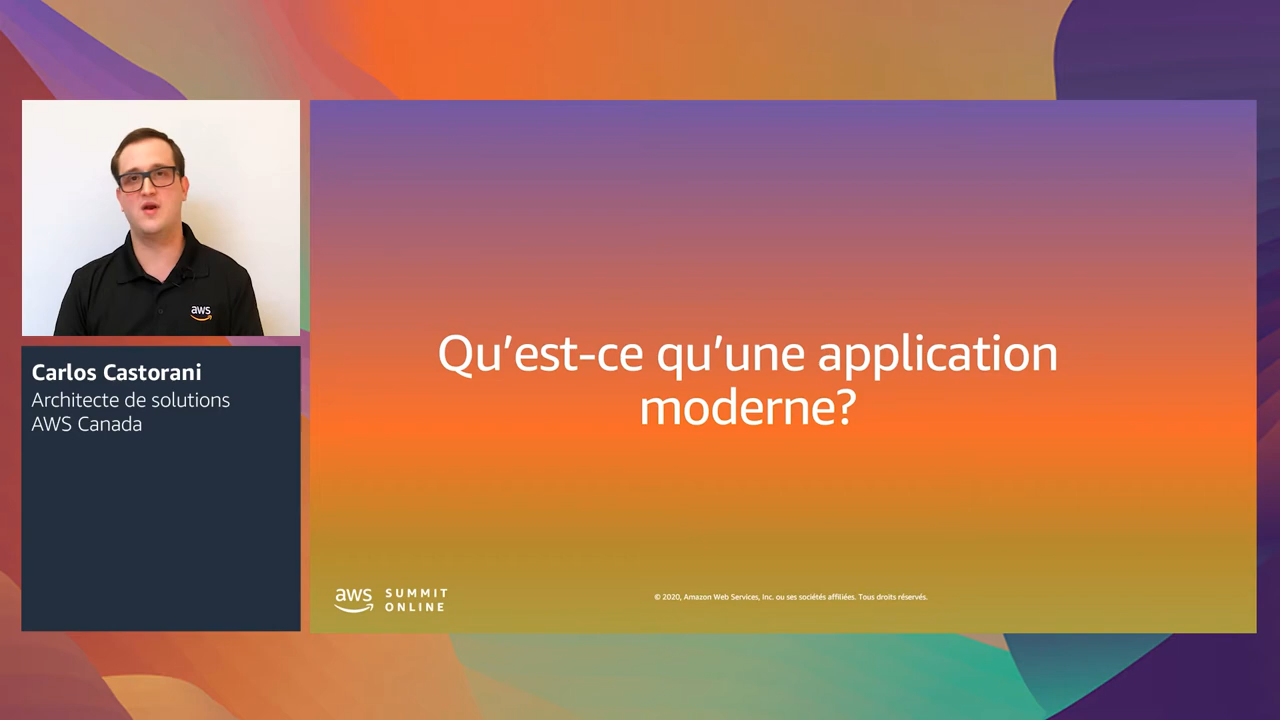 aws
Carlos Castorani
Architecte de solutions
AWS Canada
Qu’est-ce qu’une application
moderne?
aws SUMMIT
ONLINE
© 2020, Amazon Web Services, Inc. ou ses sociétés affiliées. Tous droits réservés.